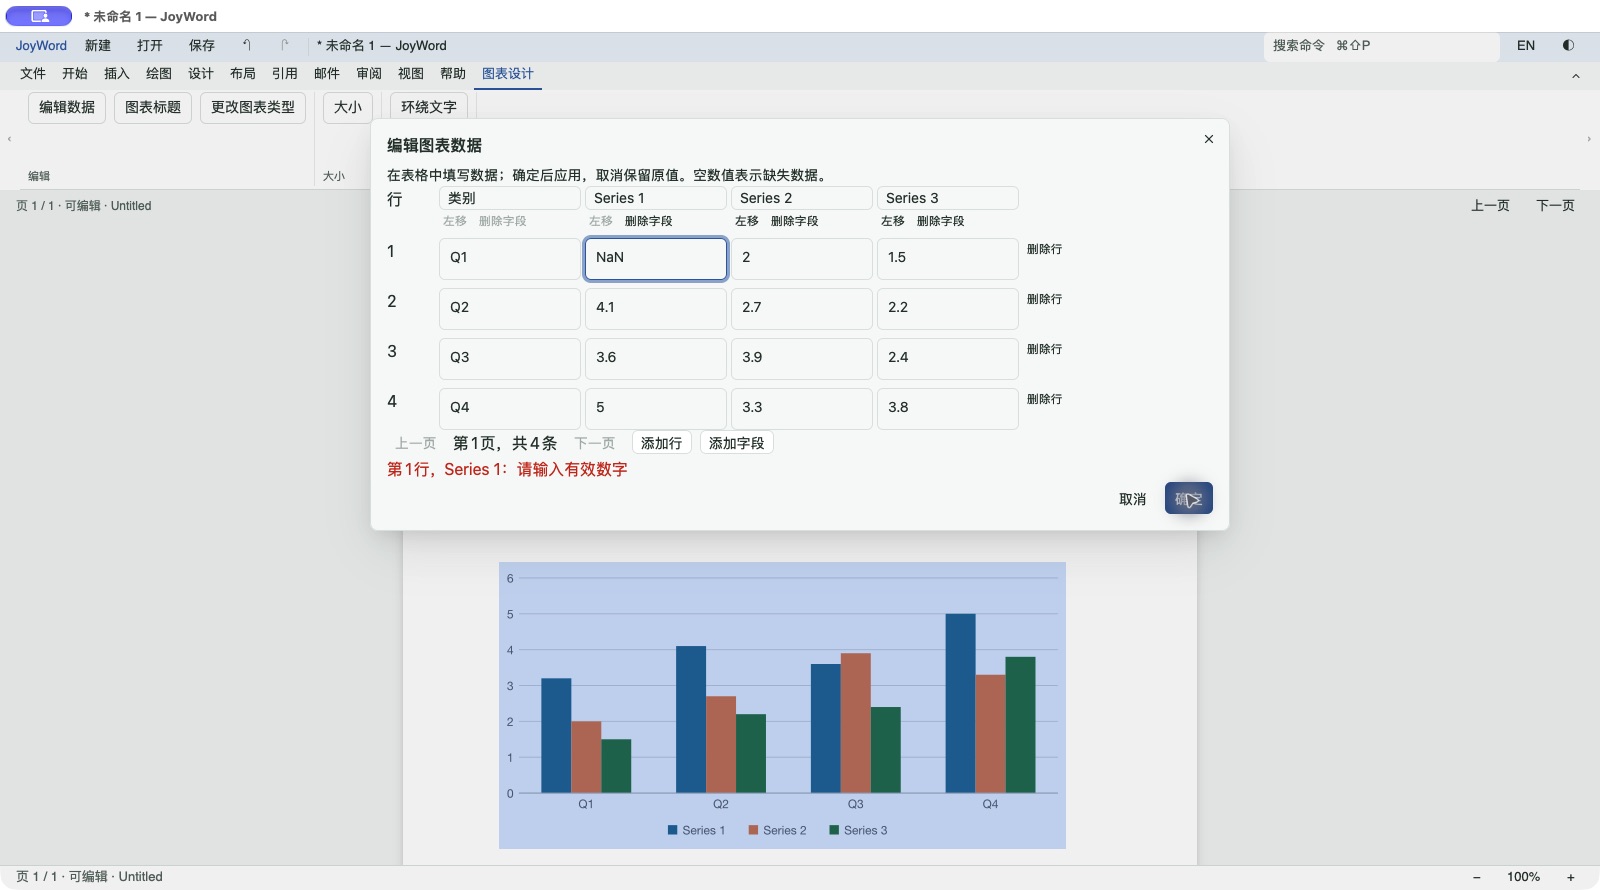 * 未命名 1 — JoyWord
JoyWord 新建 打开 保存 * 未命名 1 — JoyWord 搜索命令 ⌘⇧P EN
文件 开始 插入 绘图 设计 布局 引用 邮件 审阅 视图 帮助 图表设计
编辑数据 图表标题 更改图表类型 大小 环绕文字
编辑 大小
页 1 / 1 · 可编辑 · Untitled 上一页 下一页
编辑图表数据 ×
在表格中填写数据；确定后应用，取消保留原值。空数值表示缺失数据。
行 类别 Series 1 Series 2 Series 3
左移 删除字段 左移 删除字段 左移 删除字段 左移 删除字段
1 Q1 NaN 2 1.5 删除行
2 Q2 4.1 2.7 2.2 删除行
3 Q3 3.6 3.9 2.4 删除行
4 Q4 5 3.3 3.8 删除行
上一页 第1页，共4条 下一页 添加行 添加字段
第1行，Series 1：请输入有效数字
取消 确定
6
5
4
3
2
1
0
Q1 Q2 Q3 Q4
Series 1 Series 2 Series 3
页 1 / 1 · 可编辑 · Untitled − 100% +